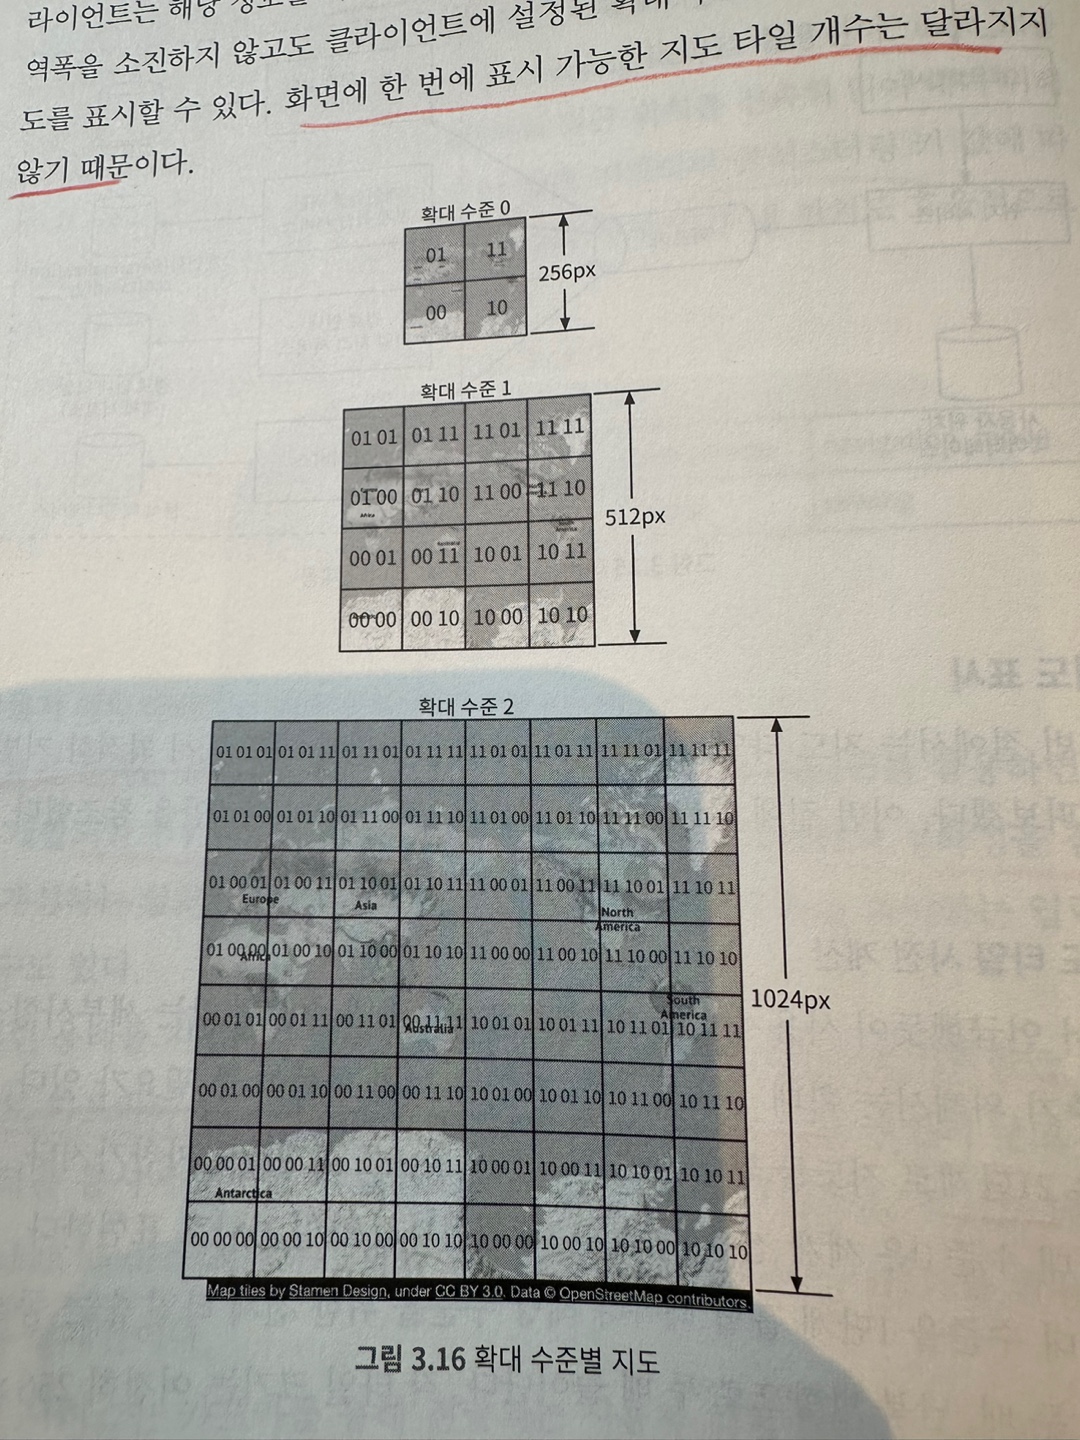 라이언트는 해당 정보를
역폭을 소진하지 않고도 클라이언트에 설정된 확대
도를 표시할 수 있다. 화면에 한 번에 표시 가능한 지도 타일 개수는 달라지지
않기 때문이다.
확대 수준 0
01 11
256px
00 10
확대 수준 1
01 01 01 11 11 01 11 11
01 00 01 10 11 00 11 10
Africa
512px
South America
Australia
00 01 00 11 10 01 10 11
00 00 00 10 10 00 10 10
확대 수준 2
01 01 01 01 01 11 01 11 01 01 11 11 11 01 01 11 01 11 11 11 01 11 11 11
01 01 00 01 01 10 01 11 00 01 11 10 11 01 00 11 01 10 11 11 00 11 11 10
01 00 01 01 00 11 01 10 01 01 10 11 11 00 01 11 00 11 11 10 01 11 10 11
Europe Asia North America
01 00 00 01 00 10 01 10 00 01 10 10 11 00 00 11 00 10 11 10 00 11 10 10
Africa
1024px
South America
00 01 01 00 01 11 00 11 01 00 11 11 10 01 01 10 01 11 10 11 01 10 11 11
Australia
00 01 00 00 01 10 00 11 00 00 11 10 10 01 00 10 01 10 10 11 00 10 11 10
00 00 01 00 00 11 00 10 01 00 10 11 10 00 01 10 00 11 10 10 01 10 10 11
Antarctica
00 00 00 00 00 10 00 10 00 00 10 10 10 00 00 10 00 10 10 10 00 10 10 10
Map tiles by Stamen Design, under CC BY 3.0. Data © OpenStreetMap contributors.
그림 3.16 확대 수준별 지도